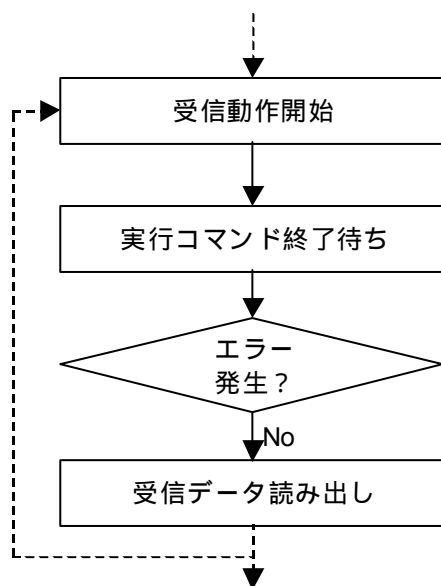 受信動作開始
実行コマンド終了待ち
エラー
発生？
No
受信データ読み出し